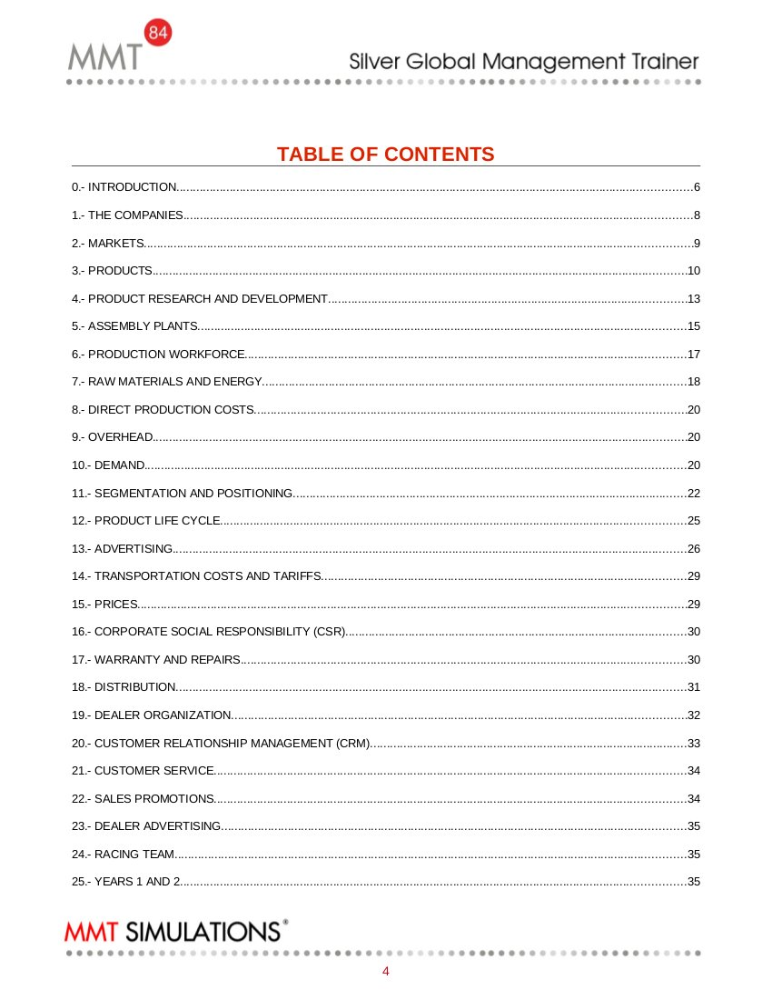 MMT 84
Silver Global Management Trainer
TABLE OF CONTENTS
0.- INTRODUCTION....................6
1.- THE COMPANIES....................8
2.- MARKETS....................9
3.- PRODUCTS....................10
4.- PRODUCT RESEARCH AND DEVELOPMENT....................13
5.- ASSEMBLY PLANTS....................15
6.- PRODUCTION WORKFORCE....................17
7.- RAW MATERIALS AND ENERGY....................18
8.- DIRECT PRODUCTION COSTS....................20
9.- OVERHEAD....................20
10.- DEMAND....................20
11.- SEGMENTATION AND POSITIONING....................22
12.- PRODUCT LIFE CYCLE....................25
13.- ADVERTISING....................26
14.- TRANSPORTATION COSTS AND TARIFFS....................29
15.- PRICES....................29
16.- CORPORATE SOCIAL RESPONSIBILITY (CSR)....................30
17.- WARRANTY AND REPAIRS....................30
18.- DISTRIBUTION....................31
19.- DEALER ORGANIZATION....................32
20.- CUSTOMER RELATIONSHIP MANAGEMENT (CRM)....................33
21.- CUSTOMER SERVICE....................34
22.- SALES PROMOTIONS....................34
23.- DEALER ADVERTISING....................35
24.- RACING TEAM....................35
25.- YEARS 1 AND 2....................35
MMT SIMULATIONS®
4